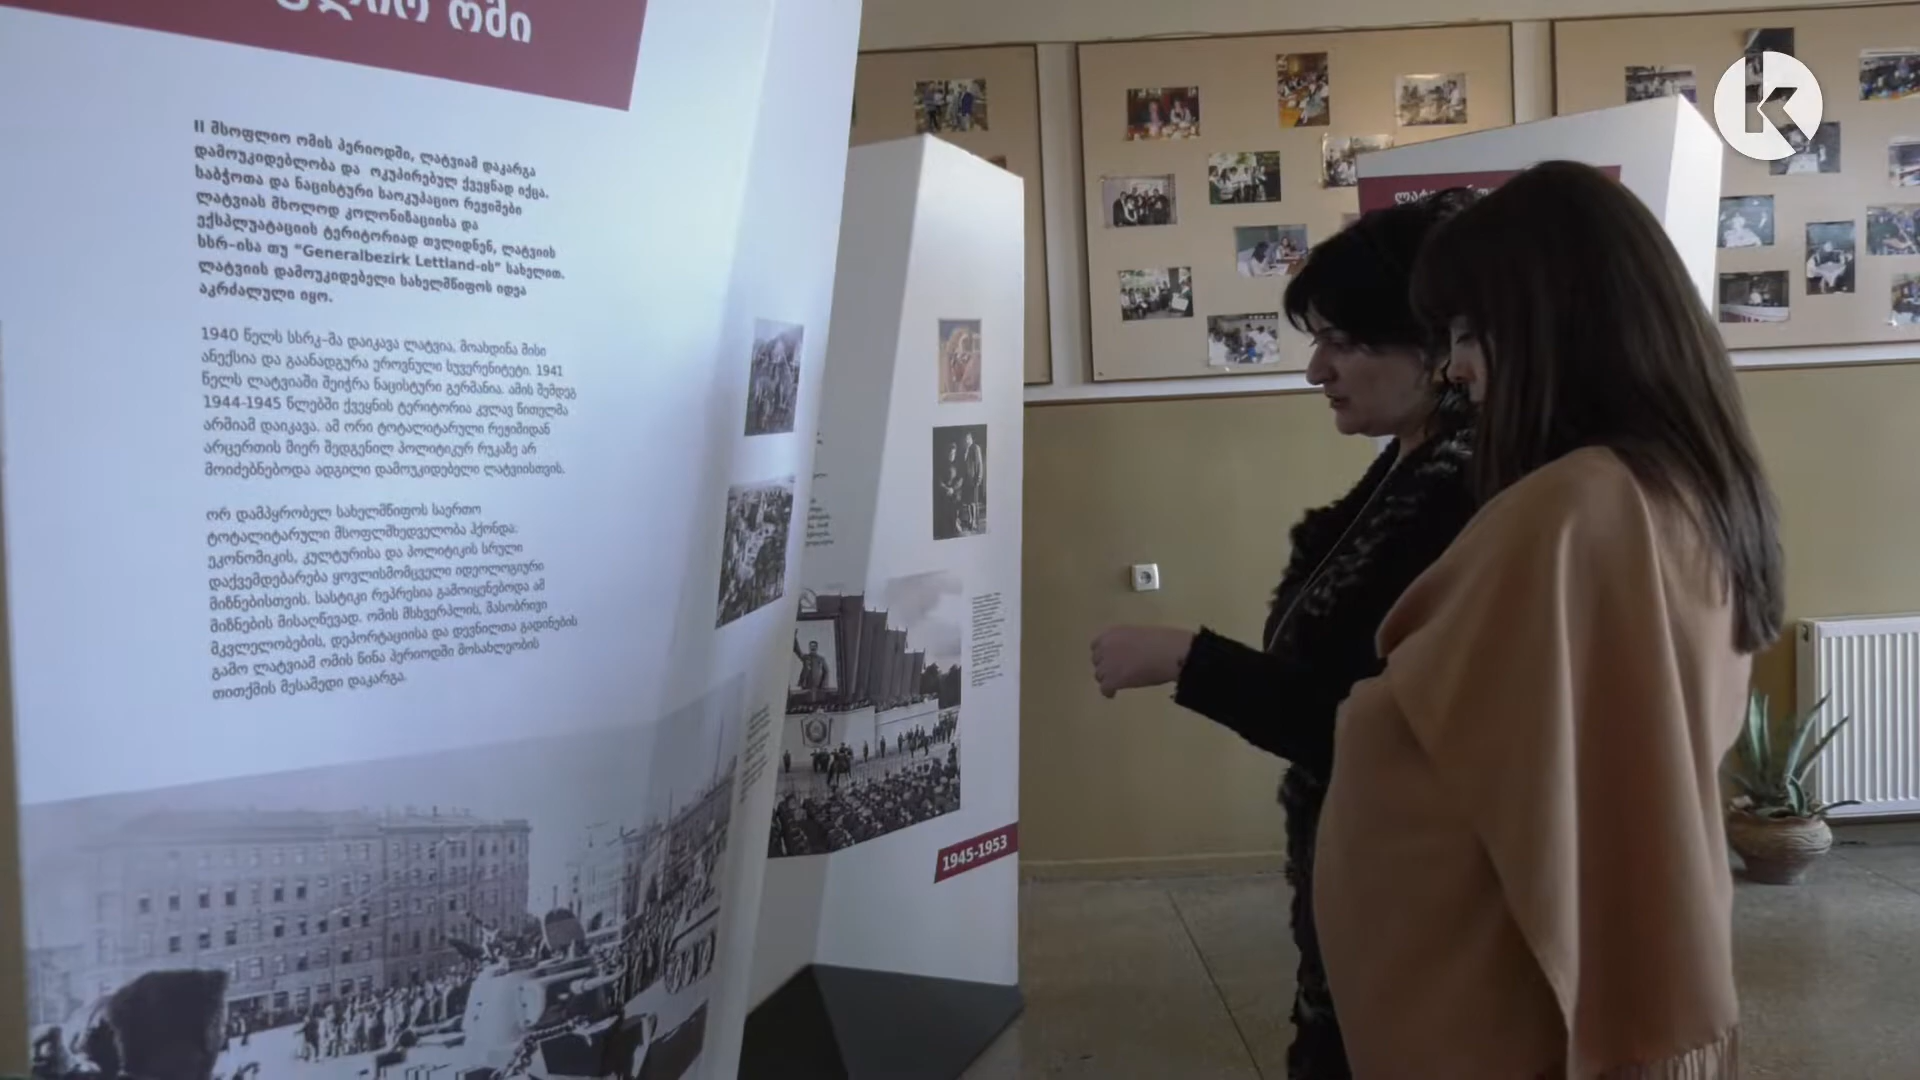 ომი
II მსოფლიო ომის პერიოდში, ლატვიამ დაკარგა
დამოუკიდებლობა და ოკუპირებულ ქვეყნად იქცა.
საბჭოთა და ნაცისტური საოკუპაციო რეჟიმები
ლატვიას მხოლოდ კოლონიზაციისა და
ექსპლუატაციის ტერიტორიად თვლიდნენ, ლატვიის
სსრ-ისა თუ "Generalbezirk Lettland-ის" სახელით.
ლატვიის დამოუკიდებელი სახელმწიფოს იდეა
აკრძალული იყო.
1940 წელს სსრკ-მა დაიკავა ლატვია, მოახდინა მისი
ანექსია და გაანადგურა ეროვნული სუვერენიტეტი. 1941
წელს ლატვიაში შეიჭრა ნაცისტური გერმანია. ამის შემდეგ
1944-1945 წლებში ქვეყნის ტერიტორია კვლავ წითელმა
არმიამ დაიკავა. ამ ორი ტოტალიტარული რეჟიმიდან
არცერთის მიერ შედგენილ პოლიტიკურ რუკაზე არ
მოიძებნებოდა ადგილი დამოუკიდებელი ლატვიისთვის.
ორ დამპყრობელ სახელმწიფოს საერთო
ტოტალიტარული მსოფლმხედველობა ჰქონდა:
ეკონომიკის, კულტურისა და პოლიტიკის სრული
დაქვემდებარება ყოვლისმომცველი იდეოლოგიური
მიზნებისთვის. სასტიკი რეპრესია გამოიყენებოდა ამ
მიზნების მისაღწევად. ომის მსხვერპლის, მასობრივი
მკვლელობების, დეპორტაციისა და დევნილთა გადინების
გამო ლატვიამ ომის წინა პერიოდში მოსახლეობის
თითქმის მესამედი დაკარგა.
1945-1953
K